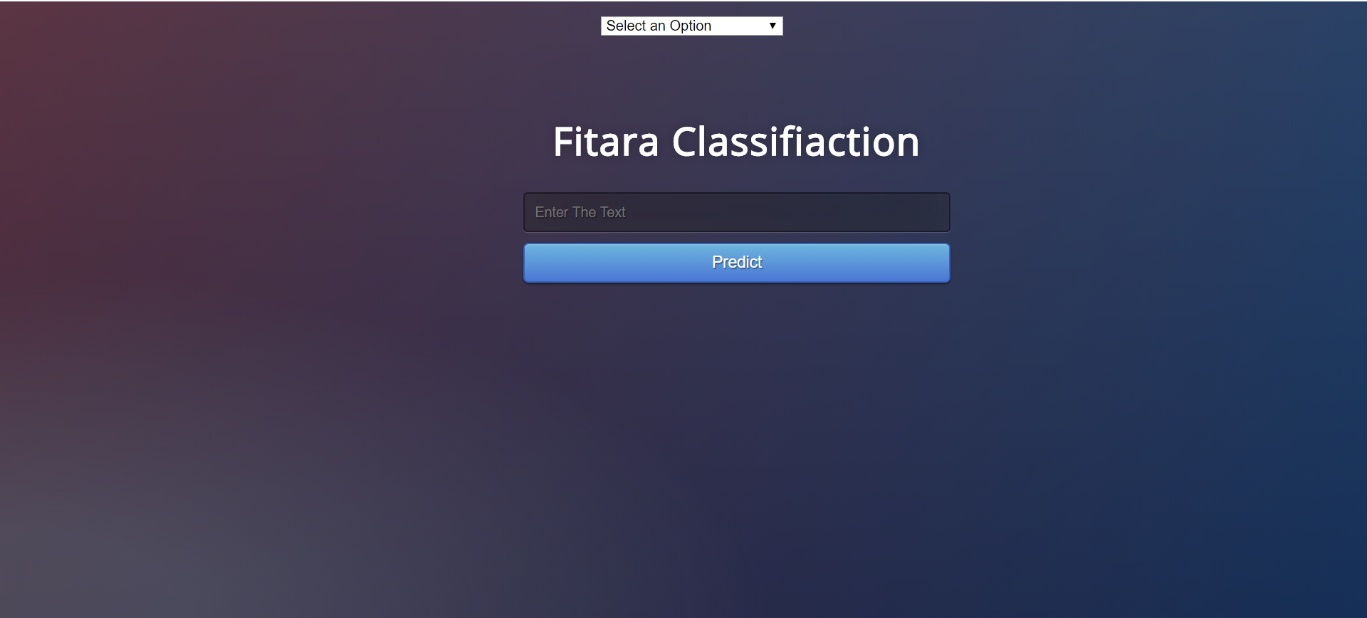 Select an Option
Fitara Classifiaction
Enter The Text
Predict